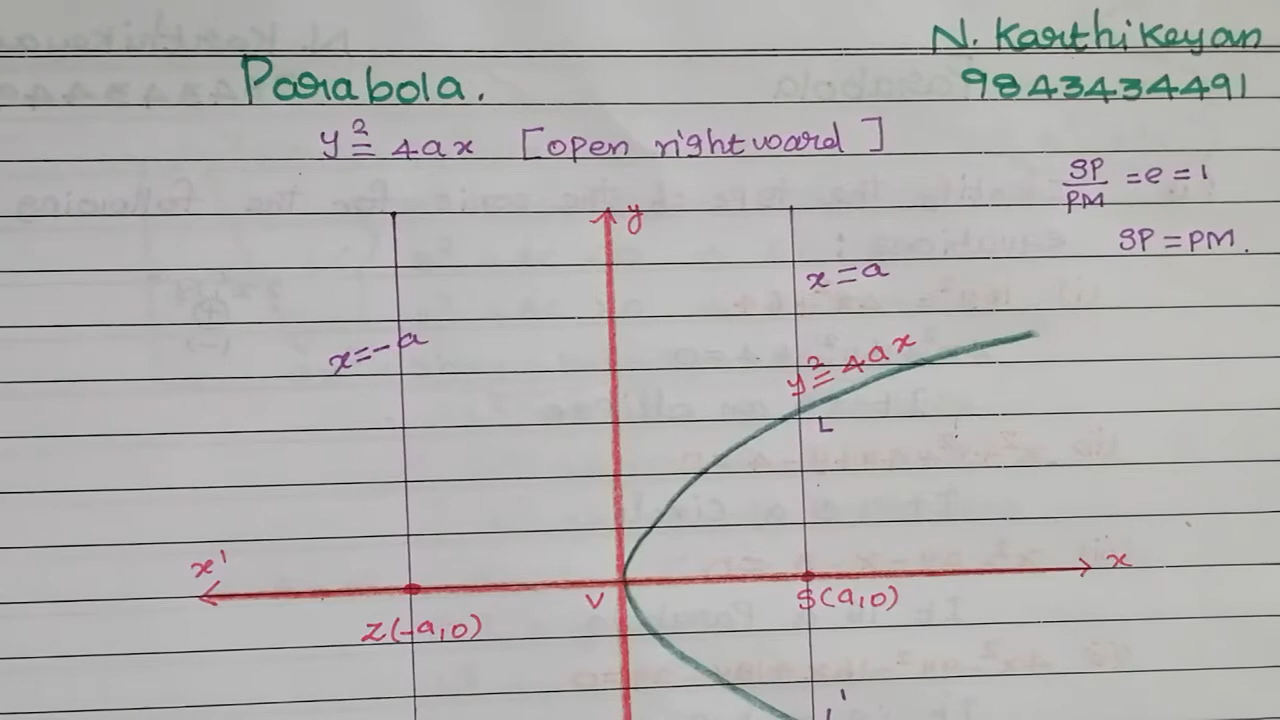 N. Karthikeyan
Parabola.
9843434491
y² = 4ax [open rightward]
SP/PM = e = 1
SP = PM.
y
x = a
x = -a
y² = 4ax
L
x'
x
V
S(a,0)
Z(-a,0)
L'